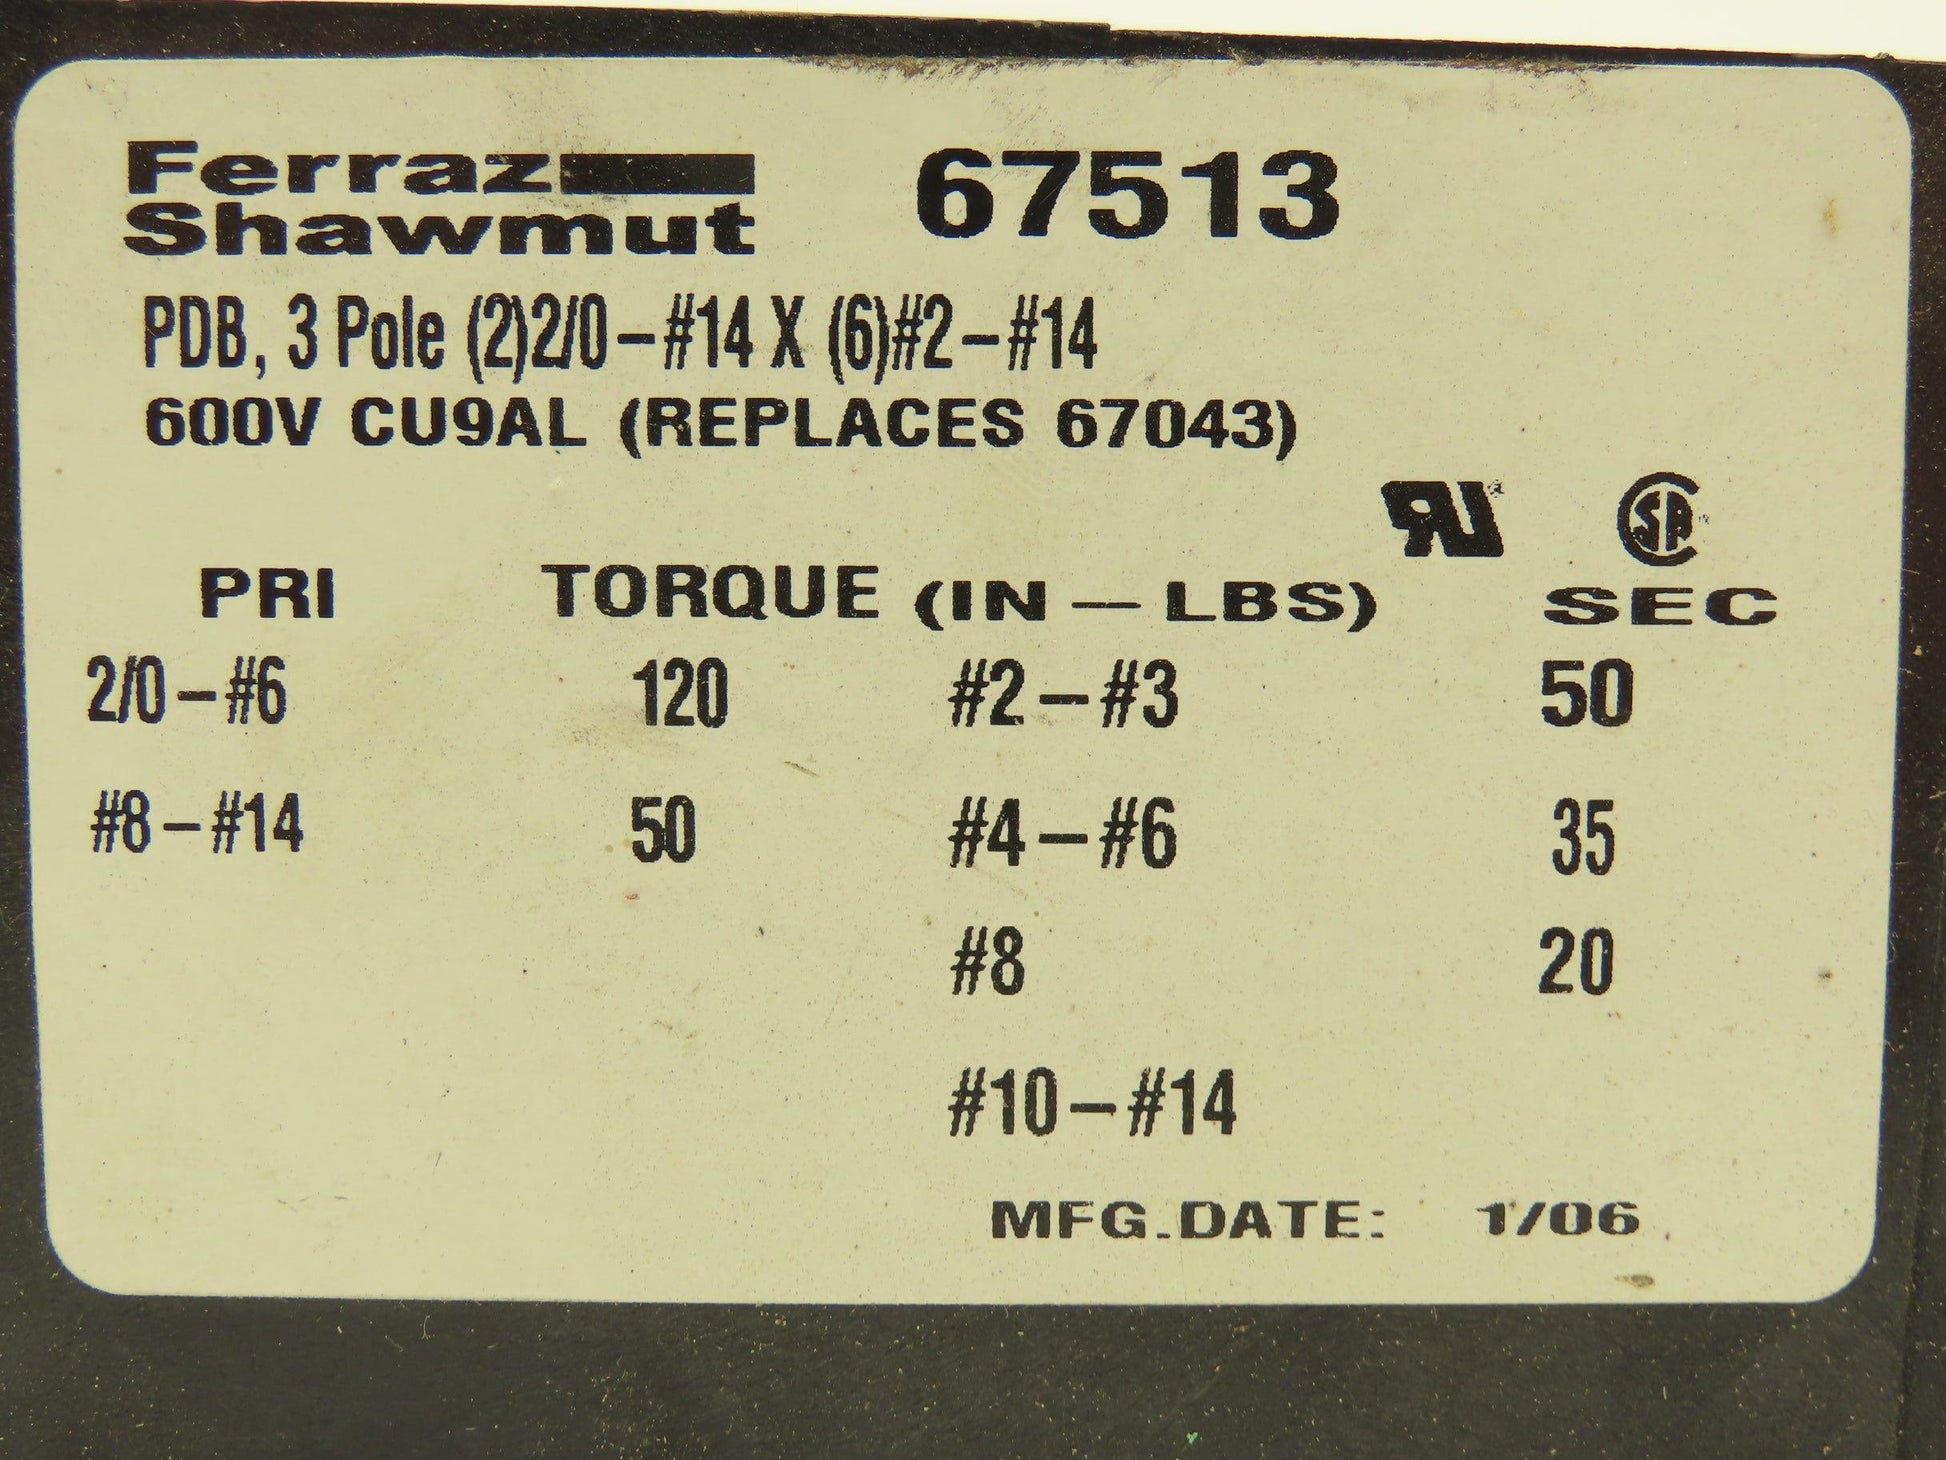 Ferraz
Shawmut 67513
PDB, 3 Pole (2)2/0-#14 X (6)#2-#14
600V CU9AL (REPLACES 67043)
RU SA
PRI TORQUE (IN-LBS) SEC
2/0-#6 120 #2-#3 50
#8-#14 50 #4-#6 35
#8 20
#10-#14
MFG.DATE: 1/06